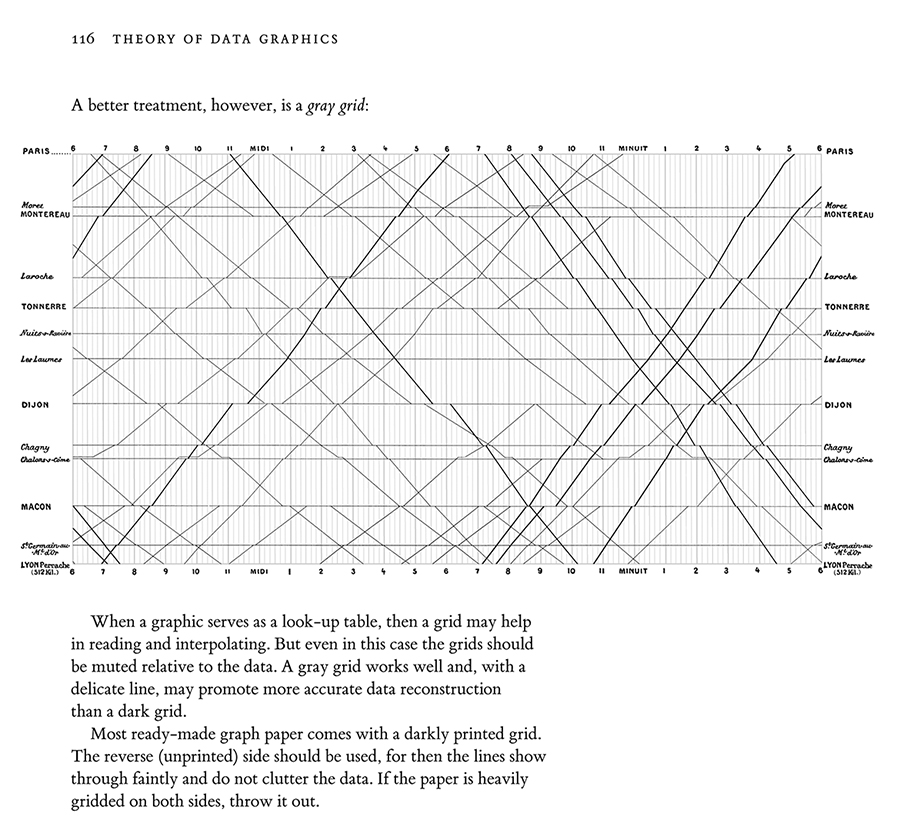 116 THEORY OF DATA GRAPHICS
A better treatment, however, is a gray grid:
PARIS....... 6 7 8 9 10 11 MIDI 1 2 3 4 5 6 7 8 9 10 11 MINUIT 1 2 3 4 5 6 PARIS
Moret Moret
MONTEREAU MONTEREAU
Laroche Laroche
TONNERRE TONNERRE
Nuits-s-Ravière Nuits-s-Ravière
Les Laumes Les Laumes
DIJON DIJON
Chagny Chagny
Chalons-s-Saône Chalons-s-Saône
MACON MACON
St Germain-au- St Germain-au-
Mt d'Or Mt d'Or
LYON Perrache LYON Perrache
(512 Kil.) 6 7 8 9 10 11 MIDI 1 2 3 4 5 6 7 8 9 10 11 MINUIT 1 2 3 4 5 6 (512 Kil.)
When a graphic serves as a look-up table, then a grid may help
in reading and interpolating. But even in this case the grids should
be muted relative to the data. A gray grid works well and, with a
delicate line, may promote more accurate data reconstruction
than a dark grid.
Most ready-made graph paper comes with a darkly printed grid.
The reverse (unprinted) side should be used, for then the lines show
through faintly and do not clutter the data. If the paper is heavily
gridded on both sides, throw it out.